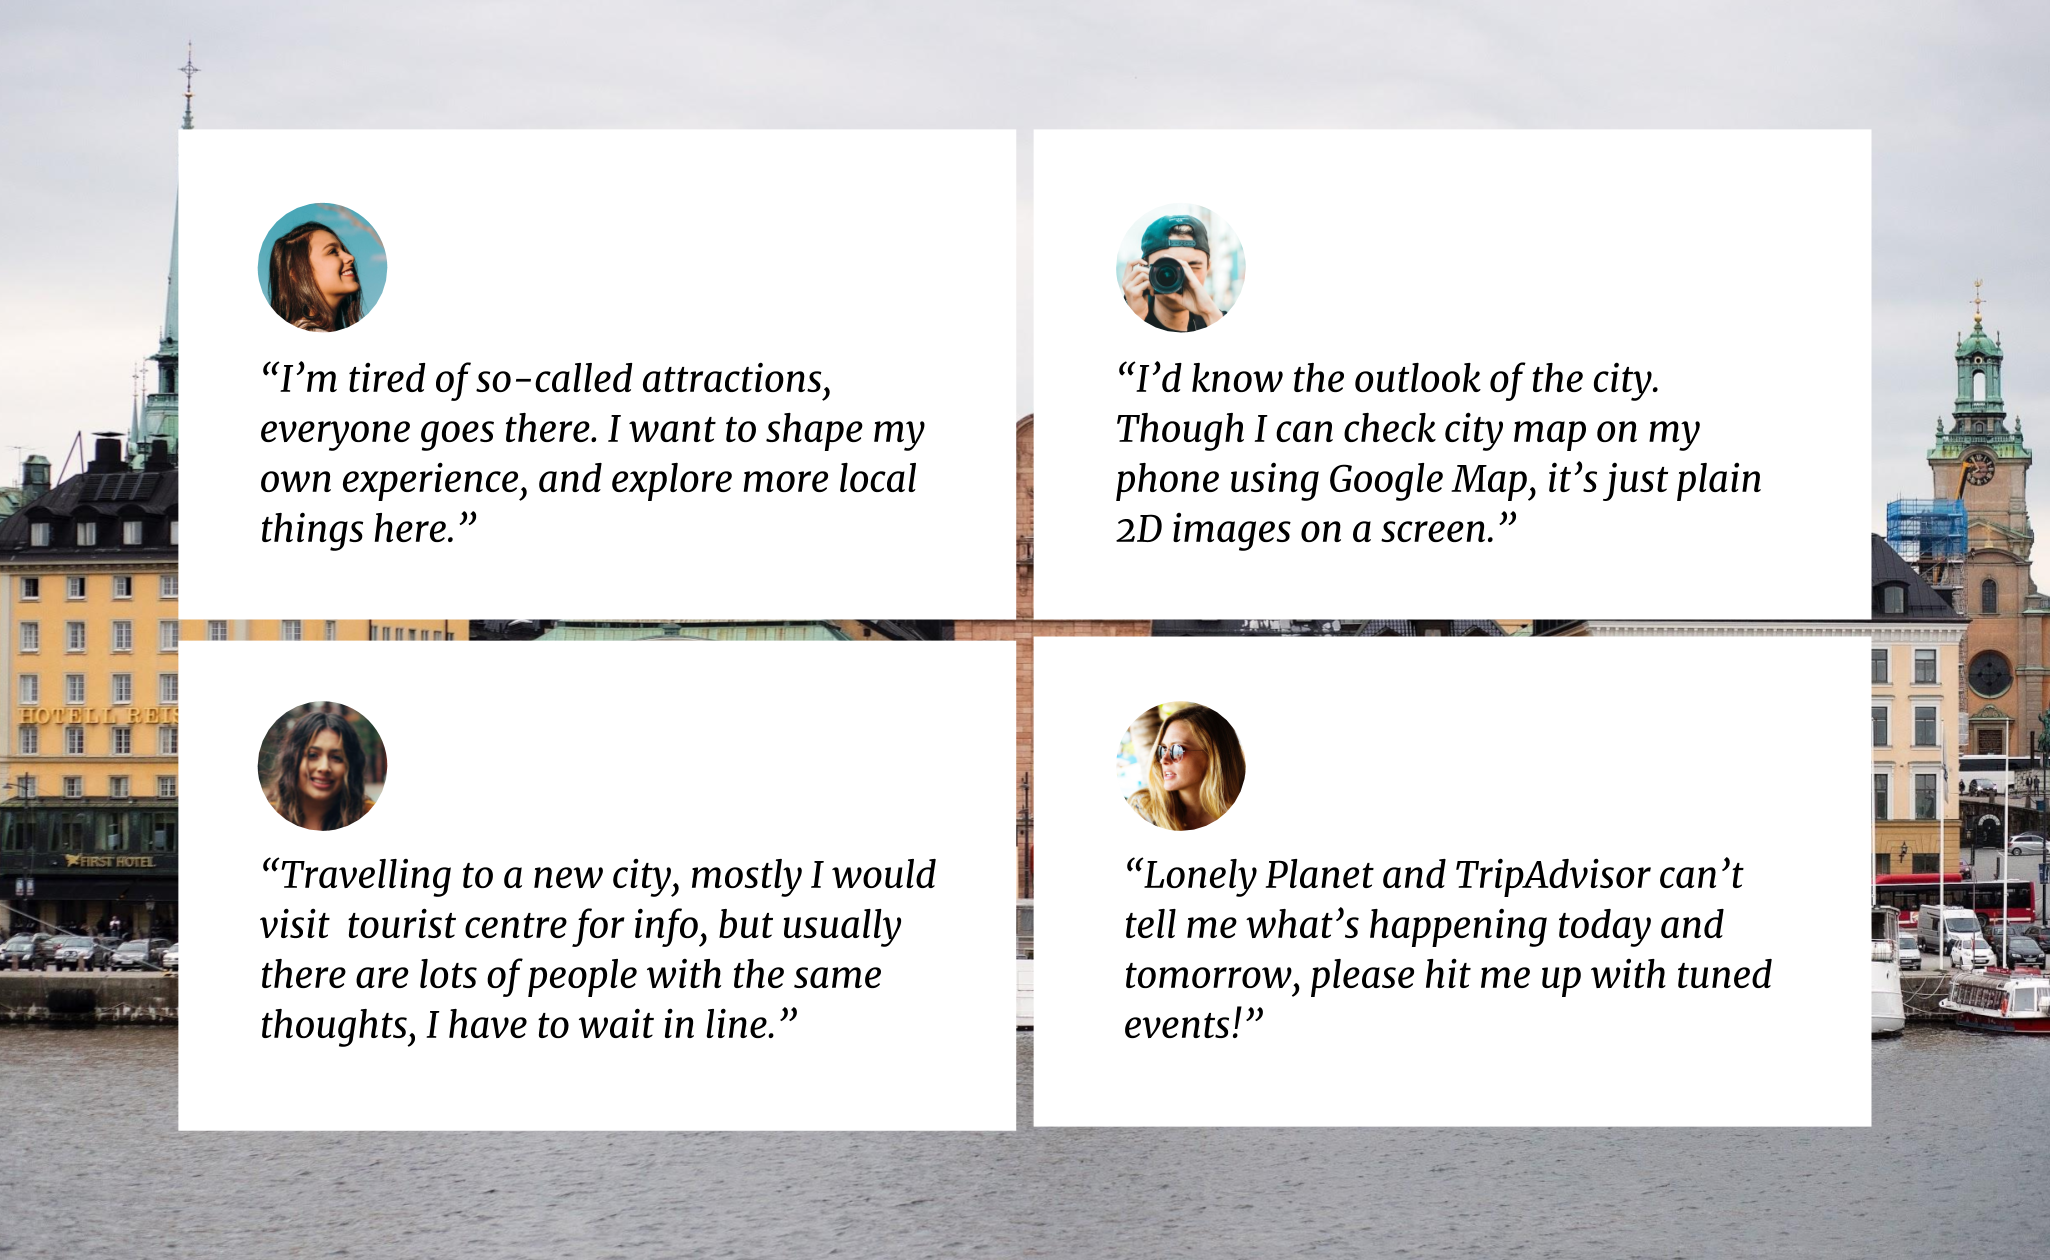 “I’m tired of so-called attractions,
everyone goes there. I want to shape my
own experience, and explore more local
things here.”
“I’d know the outlook of the city.
Though I can check city map on my
phone using Google Map, it’s just plain
2D images on a screen.”
“Travelling to a new city, mostly I would
visit  tourist centre for info, but usually
there are lots of people with the same
thoughts, I have to wait in line.”
“Lonely Planet and TripAdvisor can’t
tell me what’s happening today and
tomorrow, please hit me up with tuned
events!”
HOTELL REIS
FIRST HOTEL